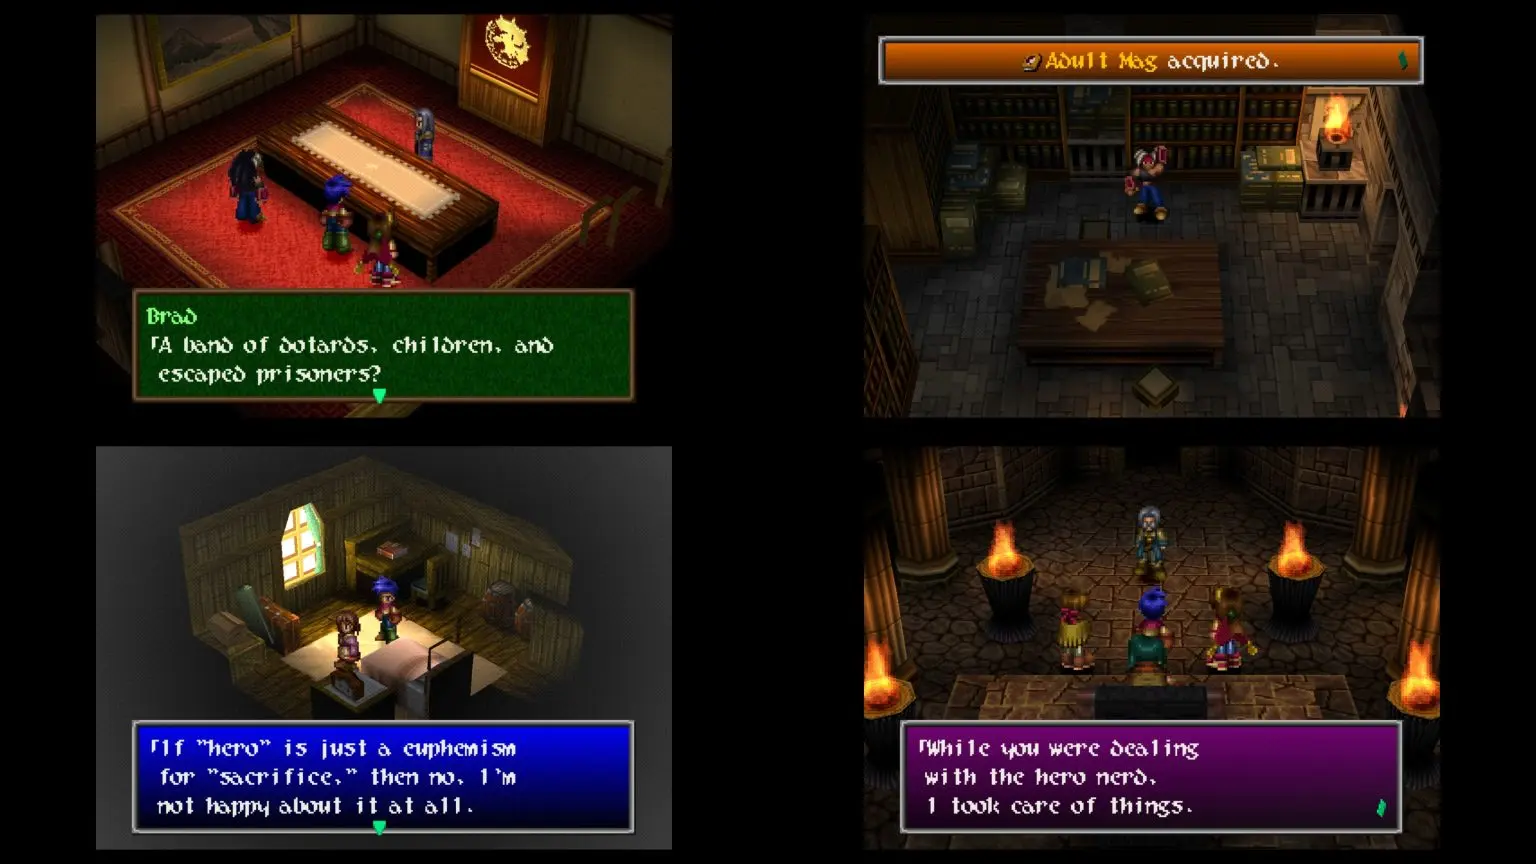 Brad
「A band of dotards, children, and
escaped prisoners?
Adult Mag acquired.
「If "hero" is just a euphemism
for "sacrifice," then no, I'm
not happy about it at all.
「While you were dealing
with the hero nerd,
I took care of things.